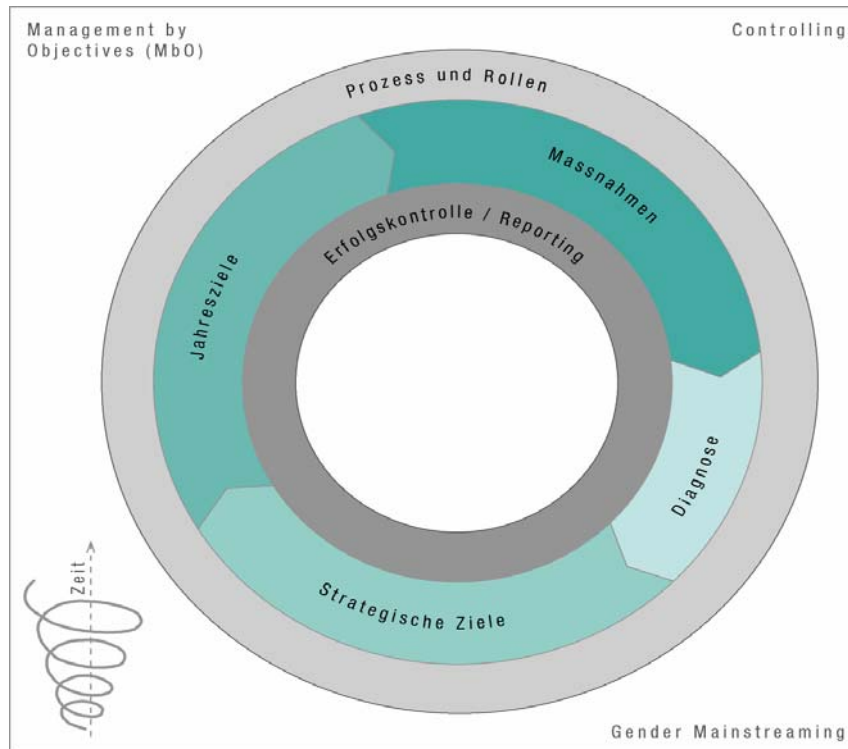 Management by
Objectives (MbO)
Controlling
Prozess und Rollen
Massnahmen
Erfolgskontrolle / Reporting
Jahresziele
Diagnose
Strategische Ziele
Zeit
Gender Mainstreaming